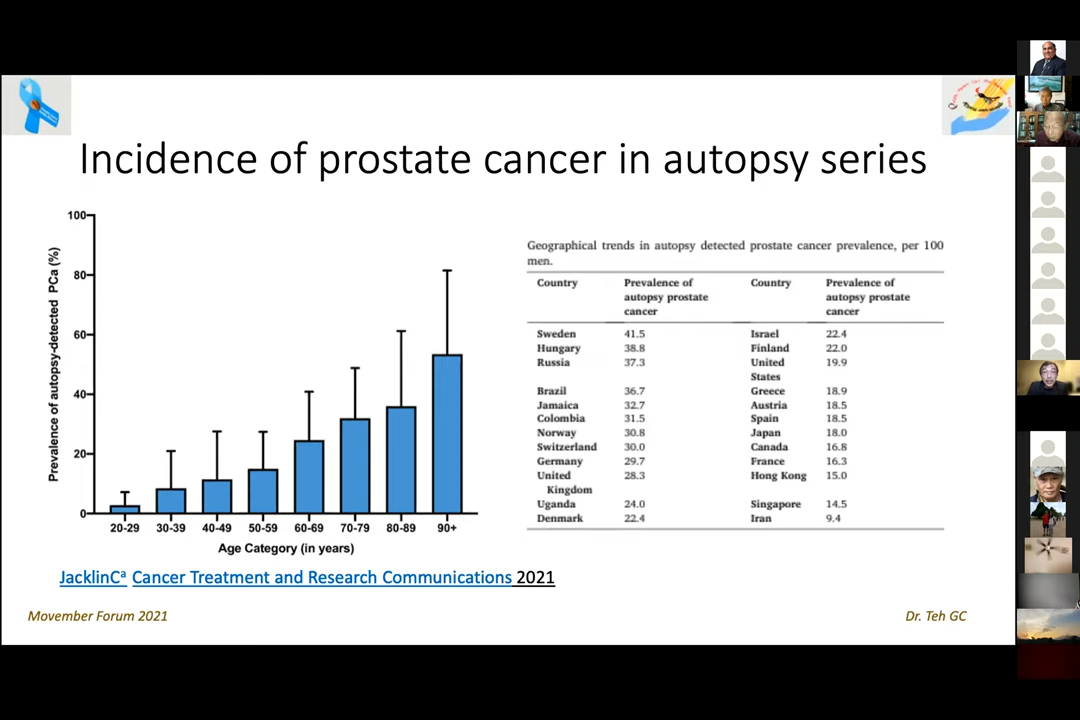 Incidence of prostate cancer in autopsy series
Prevalence of autopsy-detected PCa (%)
100
80
60
40
20
0
20-29 30-39 40-49 50-59 60-69 70-79 80-89 90+
Age Category (in years)
Geographical trends in autopsy detected prostate cancer prevalence, per 100
men.
Country Prevalence of Country Prevalence of
autopsy prostate autopsy prostate
cancer cancer
Sweden 41.5 Israel 22.4
Hungary 38.8 Finland 22.0
Russia 37.3 United 19.9
States
Brazil 36.7 Greece 18.9
Jamaica 32.7 Austria 18.5
Colombia 31.5 Spain 18.5
Norway 30.8 Japan 18.0
Switzerland 30.0 Canada 16.8
Germany 29.7 France 16.3
United 28.3 Hong Kong 15.0
Kingdom
Uganda 24.0 Singapore 14.5
Denmark 22.4 Iran 9.4
JacklinCᵃ Cancer Treatment and Research Communications 2021
Movember Forum 2021
Dr. Teh GC